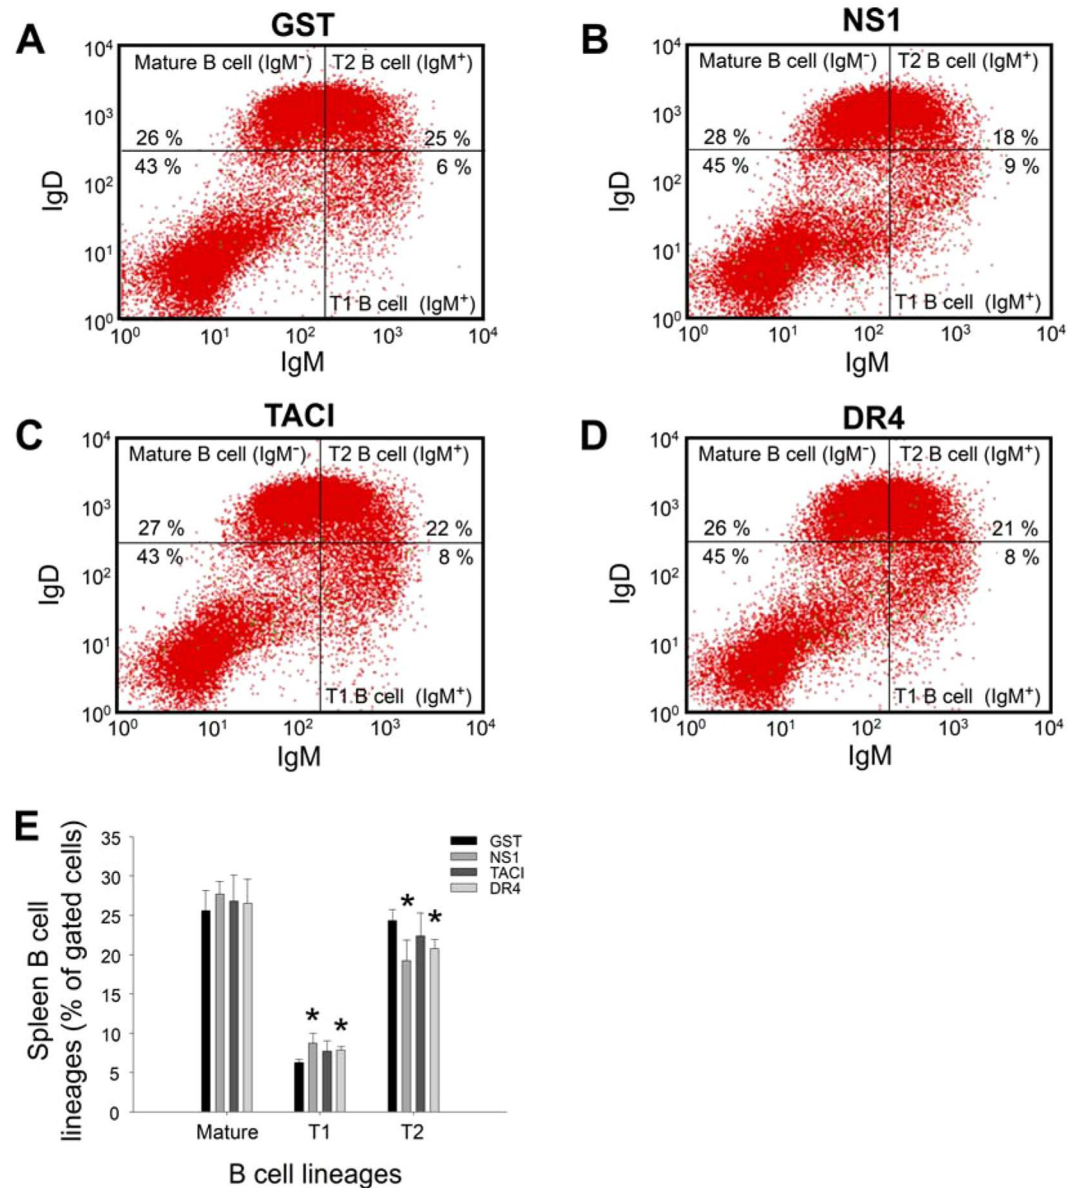 A
GST
10⁴
Mature B cell (IgM⁻)
T2 B cell (IgM⁺)
10³
26 %
25 %
43 %
6 %
10²
IgD
10¹
T1 B cell (IgM⁺)
10⁰
10⁰ 10¹ 10² 10³ 10⁴
IgM
B
NS1
10⁴
Mature B cell (IgM⁻)
T2 B cell (IgM⁺)
10³
28 %
18 %
45 %
9 %
10²
IgD
10¹
T1 B cell (IgM⁺)
10⁰
10⁰ 10¹ 10² 10³ 10⁴
IgM
C
TACI
10⁴
Mature B cell (IgM⁻)
T2 B cell (IgM⁺)
10³
27 %
22 %
43 %
8 %
10²
IgD
10¹
T1 B cell (IgM⁺)
10⁰
10⁰ 10¹ 10² 10³ 10⁴
IgM
D
DR4
10⁴
Mature B cell (IgM⁻)
T2 B cell (IgM⁺)
10³
26 %
21 %
45 %
8 %
10²
IgD
10¹
T1 B cell (IgM⁺)
10⁰
10⁰ 10¹ 10² 10³ 10⁴
IgM
E
Spleen B cell
lineages (% of gated cells)
35
30
25
20
15
10
5
0
GST
NS1
TACI
DR4
* *
* *
Mature T1 T2
B cell lineages